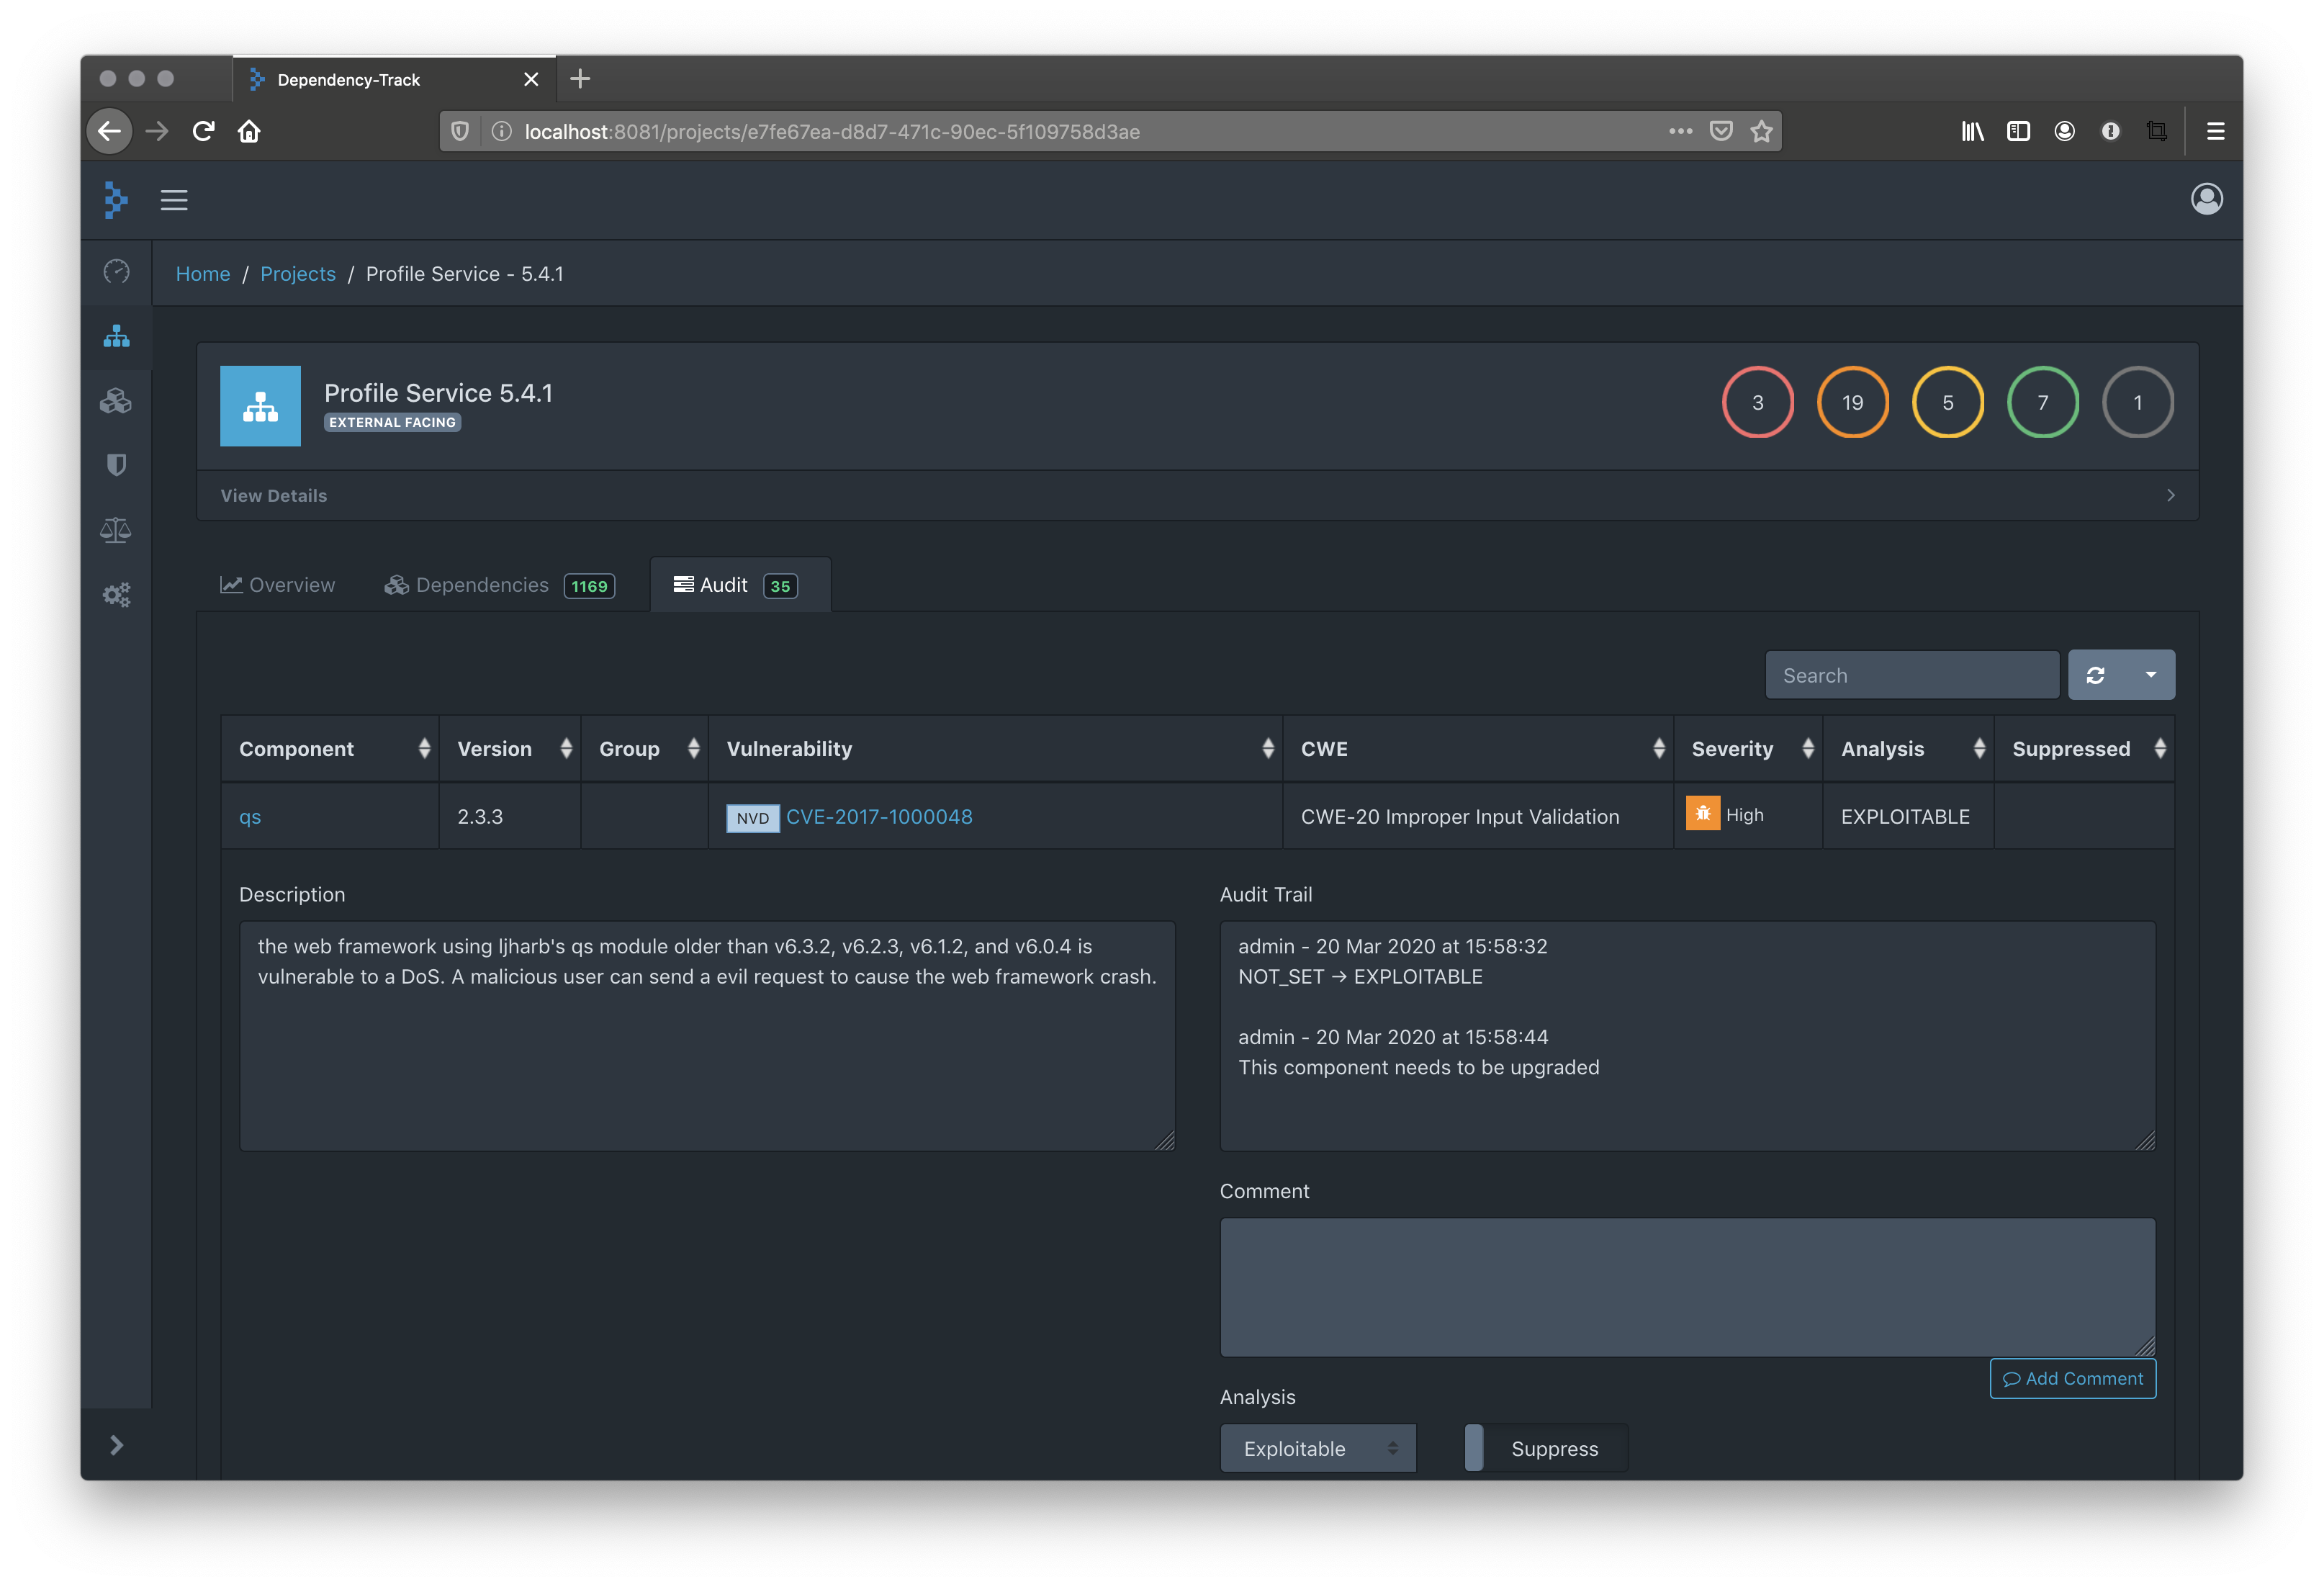 Dependency-Track
localhost:8081/projects/e7fe67ea-d8d7-471c-90ec-5f109758d3ae
Home / Projects / Profile Service - 5.4.1
Profile Service 5.4.1
EXTERNAL FACING
3 19 5 7 1
View Details
Overview Dependencies 1169 Audit 35
Search
Component Version Group Vulnerability CWE Severity Analysis Suppressed
qs 2.3.3 NVD CVE-2017-1000048 CWE-20 Improper Input Validation High EXPLOITABLE
Description
the web framework using ljharb's qs module older than v6.3.2, v6.2.3, v6.1.2, and v6.0.4 is
vulnerable to a DoS. A malicious user can send a evil request to cause the web framework crash.
Audit Trail
admin - 20 Mar 2020 at 15:58:32
NOT_SET → EXPLOITABLE
admin - 20 Mar 2020 at 15:58:44
This component needs to be upgraded
Comment
Add Comment
Analysis
Exploitable Suppress